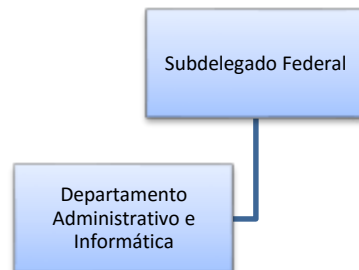 Subdelegado Federal
Departamento
Administrativo e
Informática